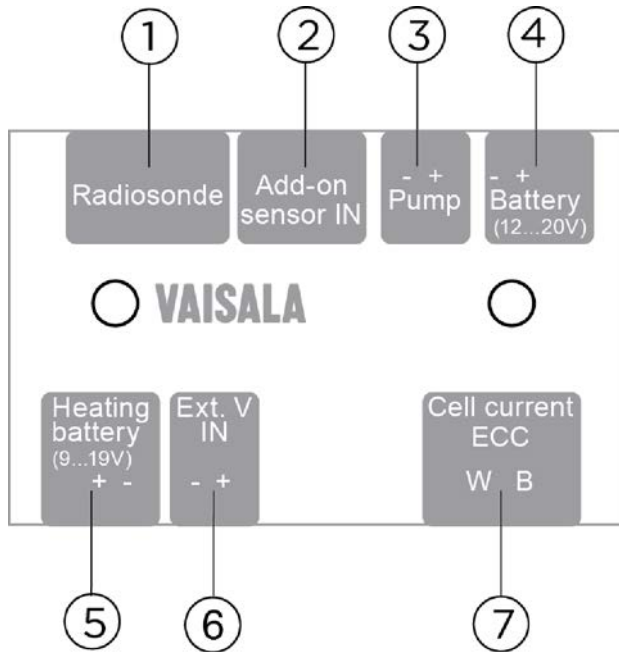 1 2 3 4
Radiosonde
Add-on
sensor IN
- +
Pump
- +
Battery
(12...20V)
VAISALA
Heating
battery
(9...19V)
+ -
Ext. V
IN
- +
Cell current
ECC
W B
5 6 7